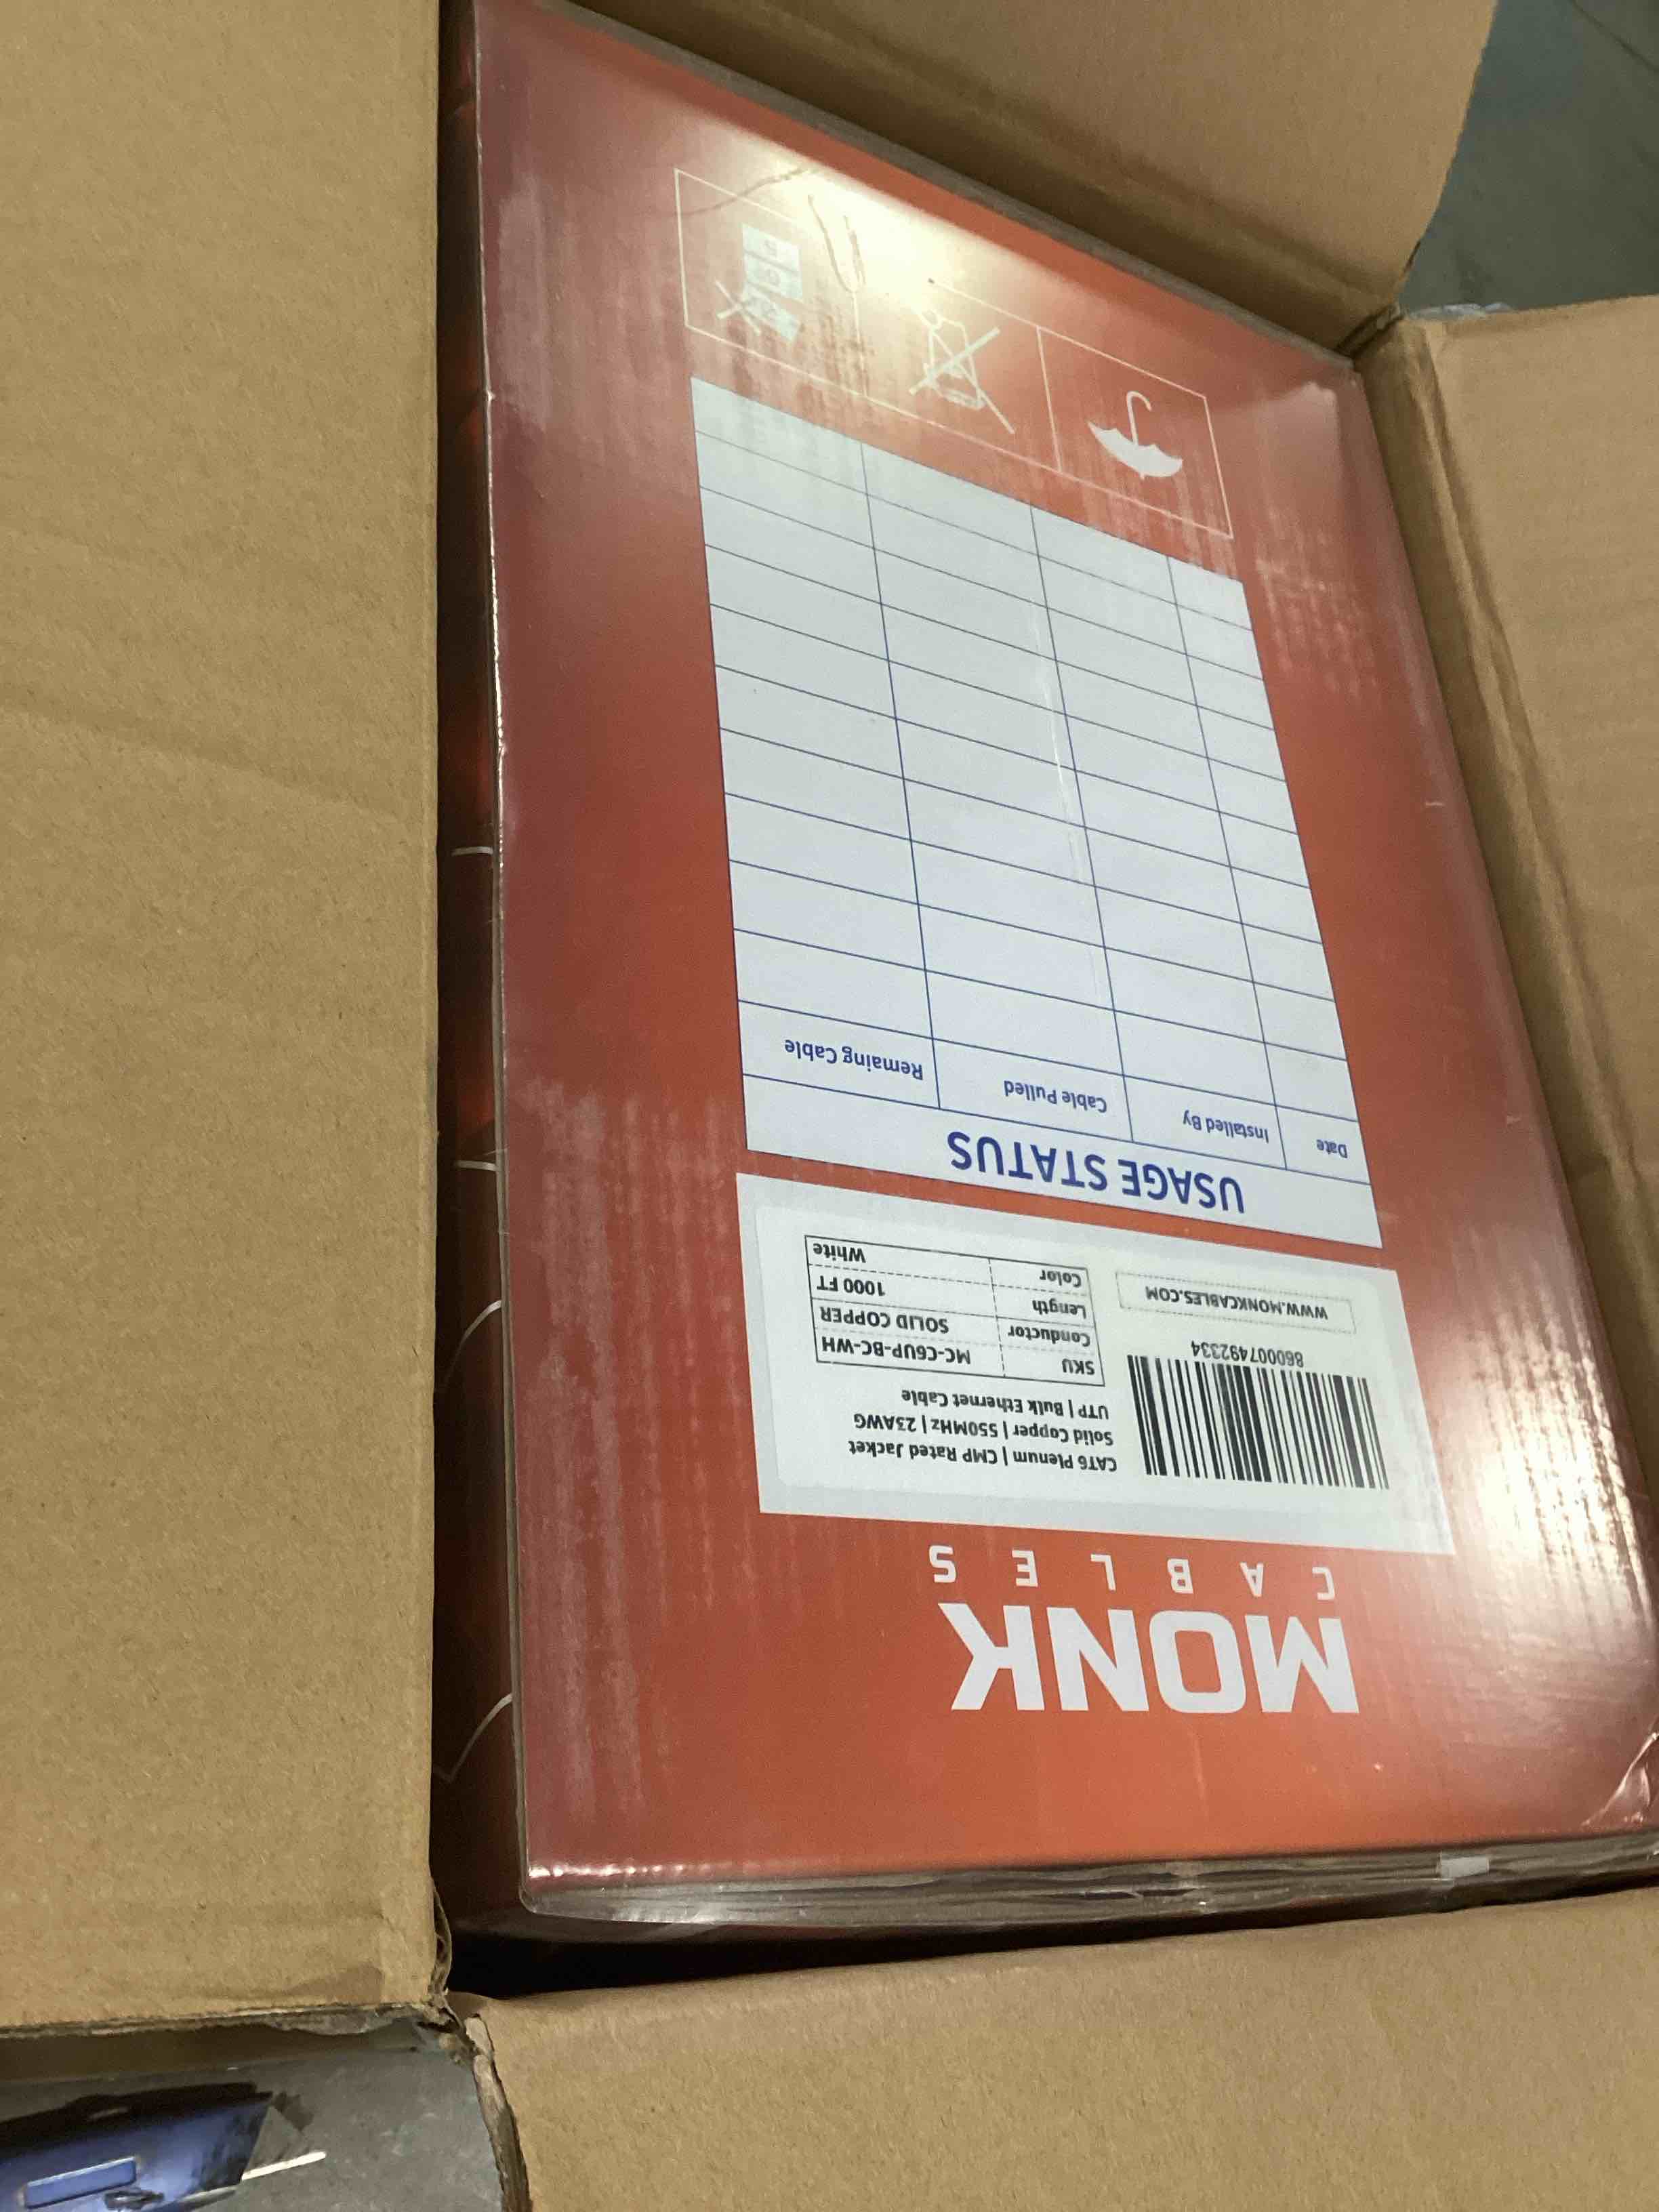 MONK
CABLES
CAT6 Plenum | CMP Rated Jacket
Solid Copper | 550MHz | 23AWG
UTP | Bulk Ethernet Cable
860007492334
WWW.MONKCABLES.COM
SKU MC-C6UP-BC-WH
Conductor SOLID COPPER
Length 1000 FT
Color White
USAGE STATUS
Date Installed By Cable Pulled Remaing Cable